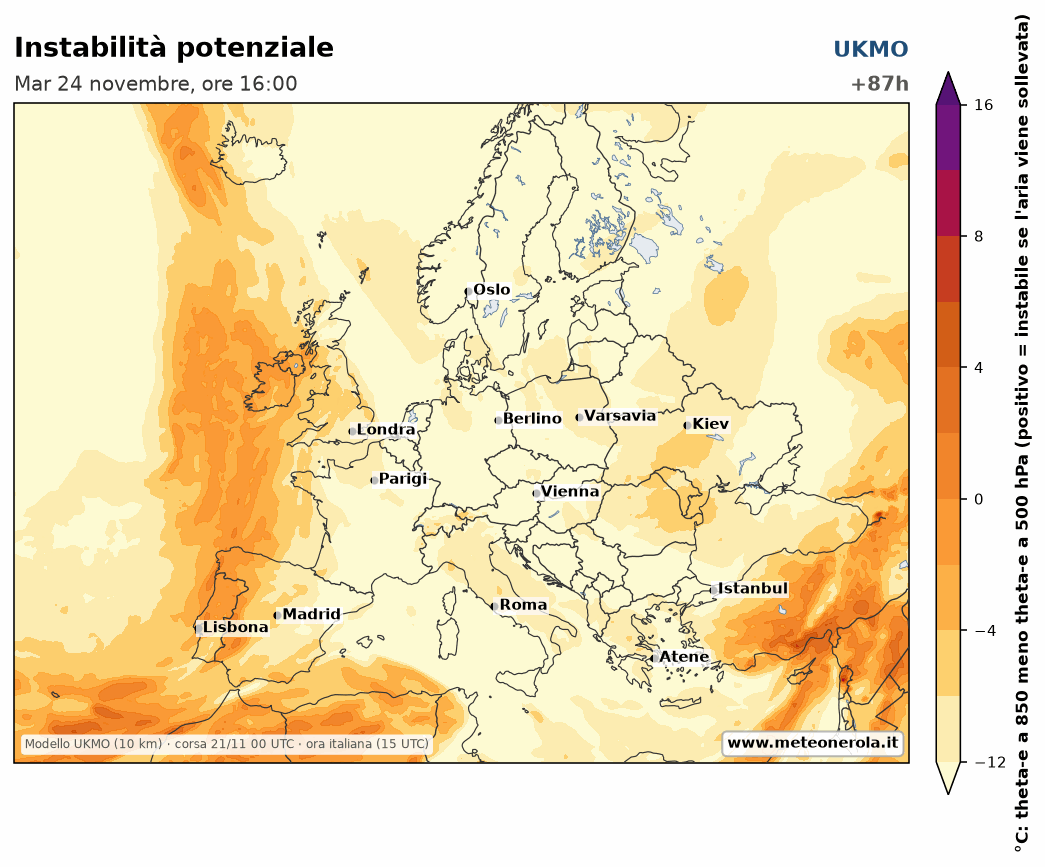 Instabilità potenziale
UKMO
Mar 24 novembre, ore 16:00
+87h
Oslo
Berlino
Varsavia
Kiev
Londra
Parigi
Vienna
Istanbul
Roma
Madrid
Lisbona
Atene
Modello UKMO (10 km) · corsa 21/11 00 UTC · ora italiana (15 UTC)
www.meteonerola.it
16
8
4
0
−4
−12
°C: theta-e a 850 meno theta-e a 500 hPa (positivo = instabile se l'aria viene sollevata)